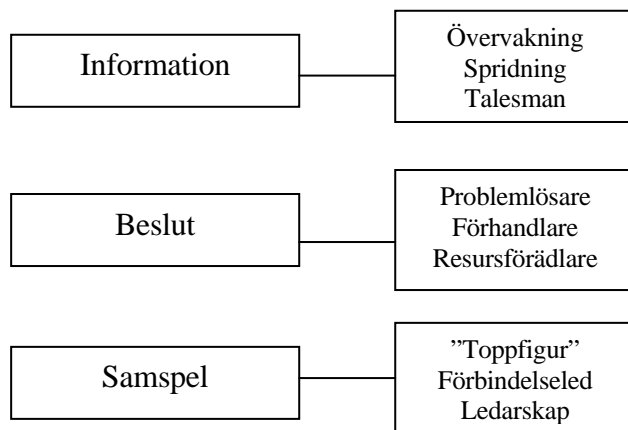 Information
Övervakning
Spridning
Talesman
Beslut
Problemlösare
Förhandlare
Resursförädlare
Samspel
”Toppfigur”
Förbindelseled
Ledarskap